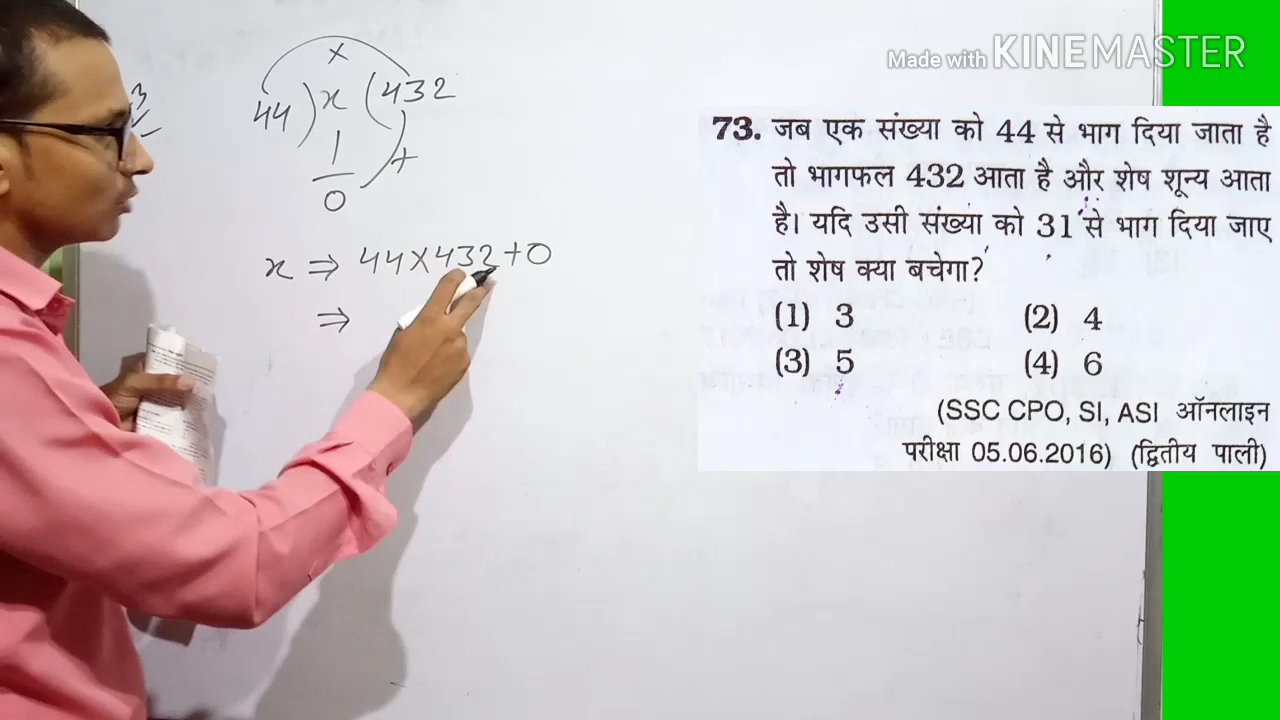 Made with KINEMASTER
×
44 ) x ( 432
1
+
0
x ⇒ 44×432+0
⇒
73. जब एक संख्या को 44 से भाग दिया जाता है
तो भागफल 432 आता है और शेष शून्य आता
है। यदि उसी संख्या को 31 से भाग दिया जाए
तो शेष क्या बचेगा?
(1) 3 (2) 4
(3) 5 (4) 6
(SSC CPO, SI, ASI ऑनलाइन
परीक्षा 05.06.2016) (द्वितीय पाली)